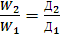 W₂/W₁ = Д₂/Д₁